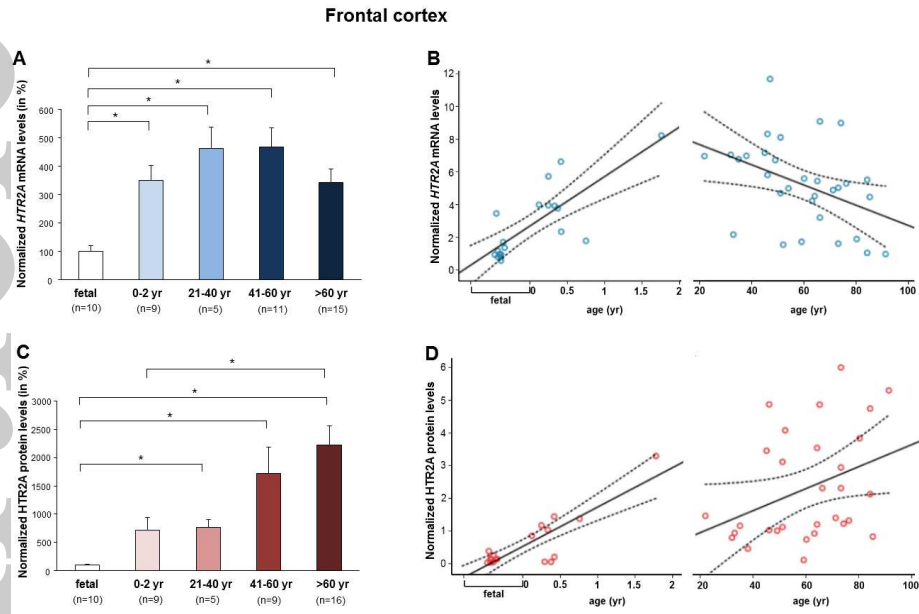 Frontal cortex
A
Normalized HTR2A mRNA levels (in %)
600
500
400
300
200
100
0
*
*
*
*
fetal 0-2 yr 21-40 yr 41-60 yr >60 yr
(n=10) (n=9) (n=5) (n=11) (n=15)
B
Normalized HTR2A mRNA levels
12
10
8
6
4
2
0
0 0.5 1 1.5 2 20 40 60 80 100
fetal
age (yr) age (yr)
C
Normalized HTR2A protein levels (in %)
3000
2500
2000
1500
1000
500
0
*
*
*
*
fetal 0-2 yr 21-40 yr 41-60 yr >60 yr
(n=10) (n=9) (n=5) (n=9) (n=16)
D
Normalized HTR2A protein levels
6
5
4
3
2
1
0
0 0.5 1 1.5 2 20 40 60 80 100
fetal
age (yr) age (yr)